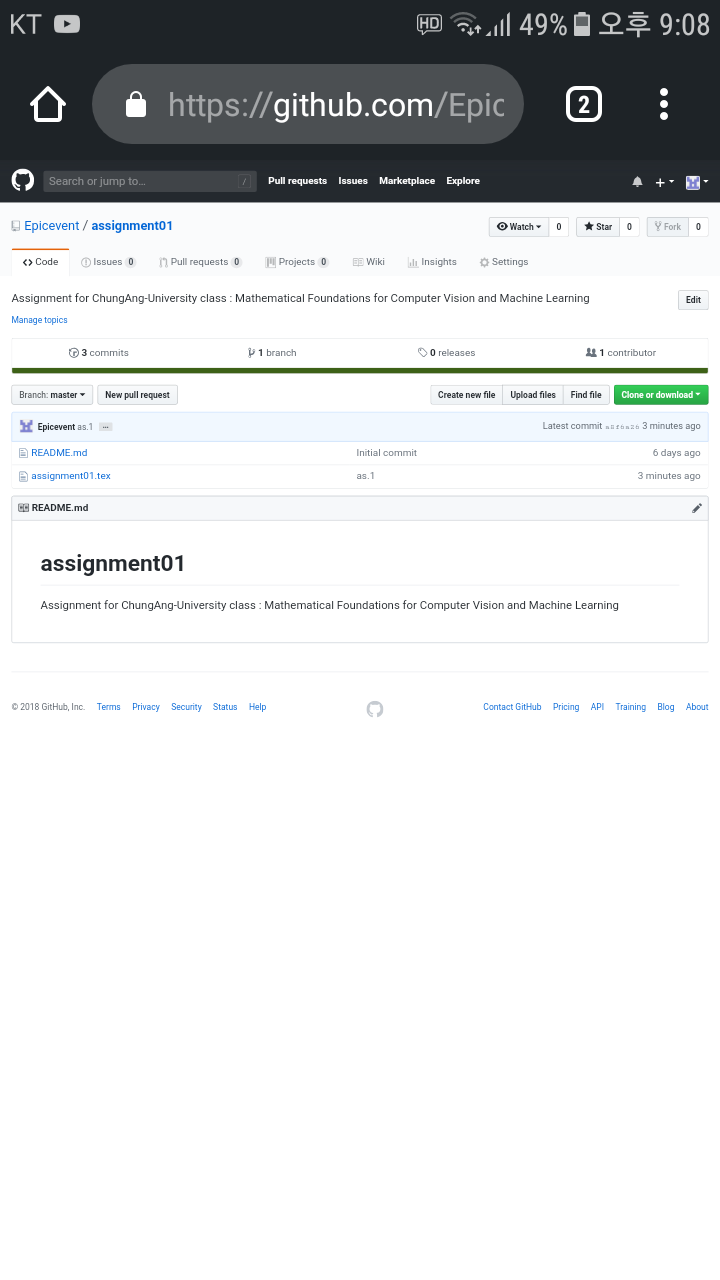 KT HD 49% 오후 9:08
https://github.com/Epic 2
Search or jump to... / Pull requests Issues Marketplace Explore
Epicevent / assignment01 Watch 0 Star 0 Fork 0
Code Issues 0 Pull requests 0 Projects 0 Wiki Insights Settings
Assignment for ChungAng-University class : Mathematical Foundations for Computer Vision and Machine Learning Edit
Manage topics
3 commits 1 branch 0 releases 1 contributor
Branch: master New pull request Create new file Upload files Find file Clone or download
Epicevent as.1 ... Latest commit 3 minutes ago
README.md Initial commit 6 days ago
assignment01.tex as.1 3 minutes ago
README.md
assignment01
Assignment for ChungAng-University class : Mathematical Foundations for Computer Vision and Machine Learning
© 2018 GitHub, Inc. Terms Privacy Security Status Help Contact GitHub Pricing API Training Blog About